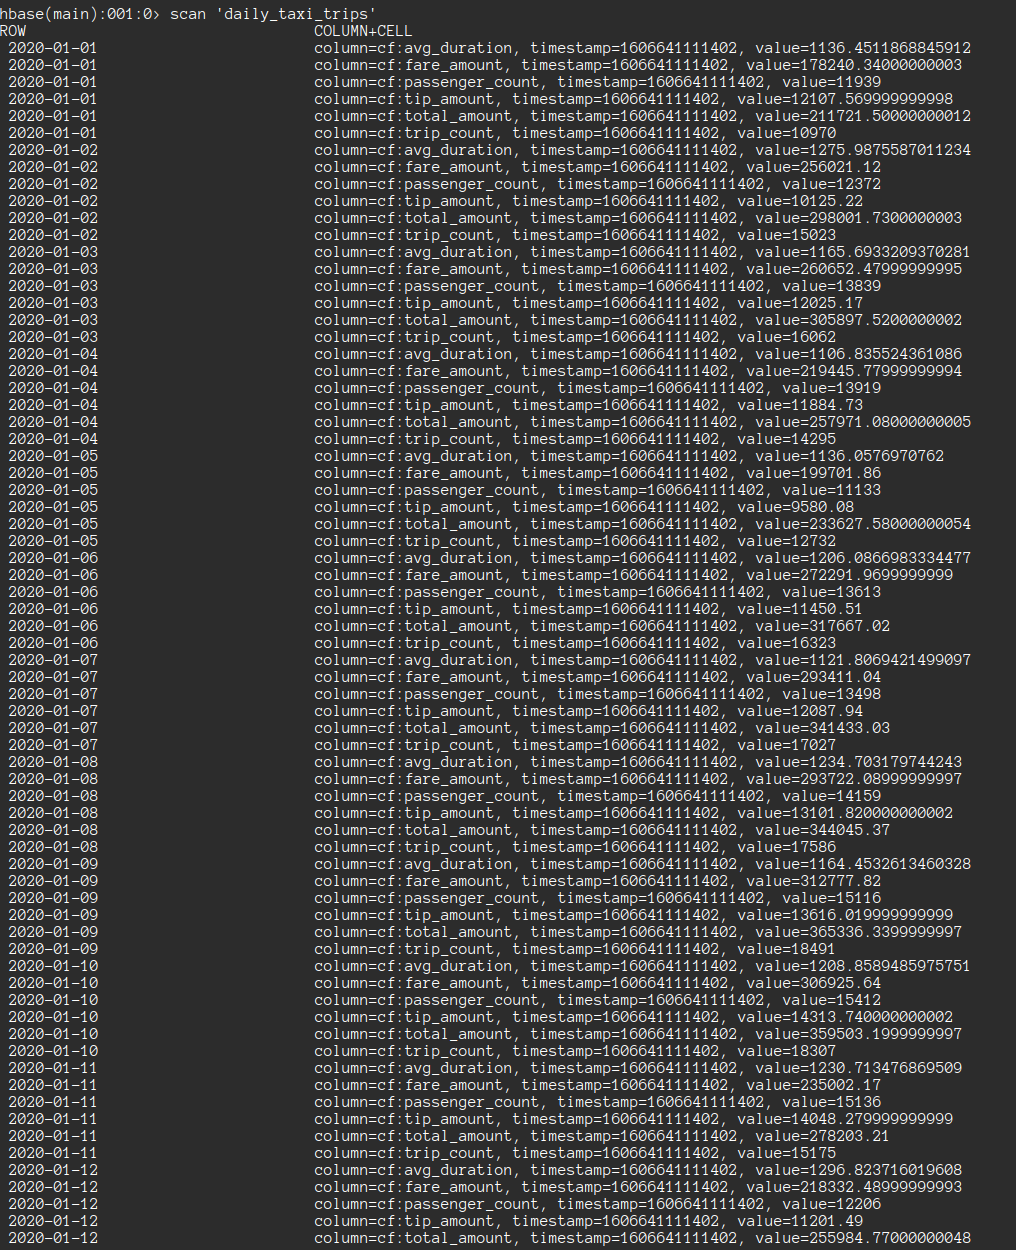 hbase(main):001:0> scan 'daily_taxi_trips'
ROW COLUMN+CELL
2020-01-01 column=cf:avg_duration, timestamp=1606641111402, value=1136.4511868845912
2020-01-01 column=cf:fare_amount, timestamp=1606641111402, value=178240.34000000003
2020-01-01 column=cf:passenger_count, timestamp=1606641111402, value=11939
2020-01-01 column=cf:tip_amount, timestamp=1606641111402, value=12107.569999999998
2020-01-01 column=cf:total_amount, timestamp=1606641111402, value=211721.50000000012
2020-01-01 column=cf:trip_count, timestamp=1606641111402, value=10970
2020-01-02 column=cf:avg_duration, timestamp=1606641111402, value=1275.9875587011234
2020-01-02 column=cf:fare_amount, timestamp=1606641111402, value=256021.12
2020-01-02 column=cf:passenger_count, timestamp=1606641111402, value=12372
2020-01-02 column=cf:tip_amount, timestamp=1606641111402, value=10125.22
2020-01-02 column=cf:total_amount, timestamp=1606641111402, value=298001.7300000003
2020-01-02 column=cf:trip_count, timestamp=1606641111402, value=15023
2020-01-03 column=cf:avg_duration, timestamp=1606641111402, value=1165.6933209370281
2020-01-03 column=cf:fare_amount, timestamp=1606641111402, value=260652.47999999995
2020-01-03 column=cf:passenger_count, timestamp=1606641111402, value=13839
2020-01-03 column=cf:tip_amount, timestamp=1606641111402, value=12025.17
2020-01-03 column=cf:total_amount, timestamp=1606641111402, value=305897.5200000002
2020-01-03 column=cf:trip_count, timestamp=1606641111402, value=16062
2020-01-04 column=cf:avg_duration, timestamp=1606641111402, value=1106.835524361086
2020-01-04 column=cf:fare_amount, timestamp=1606641111402, value=219445.77999999994
2020-01-04 column=cf:passenger_count, timestamp=1606641111402, value=13919
2020-01-04 column=cf:tip_amount, timestamp=1606641111402, value=11884.73
2020-01-04 column=cf:total_amount, timestamp=1606641111402, value=257971.08000000005
2020-01-04 column=cf:trip_count, timestamp=1606641111402, value=14295
2020-01-05 column=cf:avg_duration, timestamp=1606641111402, value=1136.0576970762
2020-01-05 column=cf:fare_amount, timestamp=1606641111402, value=199701.86
2020-01-05 column=cf:passenger_count, timestamp=1606641111402, value=11133
2020-01-05 column=cf:tip_amount, timestamp=1606641111402, value=9580.08
2020-01-05 column=cf:total_amount, timestamp=1606641111402, value=233627.58000000054
2020-01-05 column=cf:trip_count, timestamp=1606641111402, value=12732
2020-01-06 column=cf:avg_duration, timestamp=1606641111402, value=1206.0866983334477
2020-01-06 column=cf:fare_amount, timestamp=1606641111402, value=272291.9699999999
2020-01-06 column=cf:passenger_count, timestamp=1606641111402, value=13613
2020-01-06 column=cf:tip_amount, timestamp=1606641111402, value=11450.51
2020-01-06 column=cf:total_amount, timestamp=1606641111402, value=317667.02
2020-01-06 column=cf:trip_count, timestamp=1606641111402, value=16323
2020-01-07 column=cf:avg_duration, timestamp=1606641111402, value=1121.8069421499097
2020-01-07 column=cf:fare_amount, timestamp=1606641111402, value=293411.04
2020-01-07 column=cf:passenger_count, timestamp=1606641111402, value=13498
2020-01-07 column=cf:tip_amount, timestamp=1606641111402, value=12087.94
2020-01-07 column=cf:total_amount, timestamp=1606641111402, value=341433.03
2020-01-07 column=cf:trip_count, timestamp=1606641111402, value=17027
2020-01-08 column=cf:avg_duration, timestamp=1606641111402, value=1234.703179744243
2020-01-08 column=cf:fare_amount, timestamp=1606641111402, value=293722.08999999997
2020-01-08 column=cf:passenger_count, timestamp=1606641111402, value=14159
2020-01-08 column=cf:tip_amount, timestamp=1606641111402, value=13101.820000000002
2020-01-08 column=cf:total_amount, timestamp=1606641111402, value=344045.37
2020-01-08 column=cf:trip_count, timestamp=1606641111402, value=17586
2020-01-09 column=cf:avg_duration, timestamp=1606641111402, value=1164.4532613460328
2020-01-09 column=cf:fare_amount, timestamp=1606641111402, value=312777.82
2020-01-09 column=cf:passenger_count, timestamp=1606641111402, value=15116
2020-01-09 column=cf:tip_amount, timestamp=1606641111402, value=13616.019999999999
2020-01-09 column=cf:total_amount, timestamp=1606641111402, value=365336.3399999997
2020-01-09 column=cf:trip_count, timestamp=1606641111402, value=18491
2020-01-10 column=cf:avg_duration, timestamp=1606641111402, value=1208.8589485975751
2020-01-10 column=cf:fare_amount, timestamp=1606641111402, value=306925.64
2020-01-10 column=cf:passenger_count, timestamp=1606641111402, value=15412
2020-01-10 column=cf:tip_amount, timestamp=1606641111402, value=14313.740000000002
2020-01-10 column=cf:total_amount, timestamp=1606641111402, value=359503.1999999997
2020-01-10 column=cf:trip_count, timestamp=1606641111402, value=18307
2020-01-11 column=cf:avg_duration, timestamp=1606641111402, value=1230.713476869509
2020-01-11 column=cf:fare_amount, timestamp=1606641111402, value=235002.17
2020-01-11 column=cf:passenger_count, timestamp=1606641111402, value=15136
2020-01-11 column=cf:tip_amount, timestamp=1606641111402, value=14048.279999999999
2020-01-11 column=cf:total_amount, timestamp=1606641111402, value=278203.21
2020-01-11 column=cf:trip_count, timestamp=1606641111402, value=15175
2020-01-12 column=cf:avg_duration, timestamp=1606641111402, value=1296.823716019608
2020-01-12 column=cf:fare_amount, timestamp=1606641111402, value=218332.48999999993
2020-01-12 column=cf:passenger_count, timestamp=1606641111402, value=12206
2020-01-12 column=cf:tip_amount, timestamp=1606641111402, value=11201.49
2020-01-12 column=cf:total_amount, timestamp=1606641111402, value=255984.77000000048